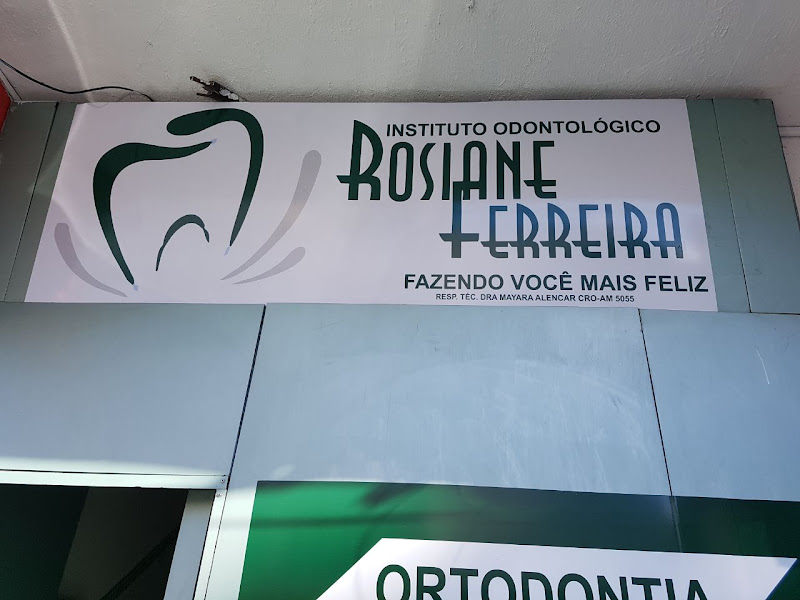 INSTITUTO ODONTOLÓGICO
ROSIANE
FERREIRA
FAZENDO VOCÊ MAIS FELIZ
RESP. TÉC. DRA MAYARA ALENCAR CRO-AM 5055
ORTODONTIA